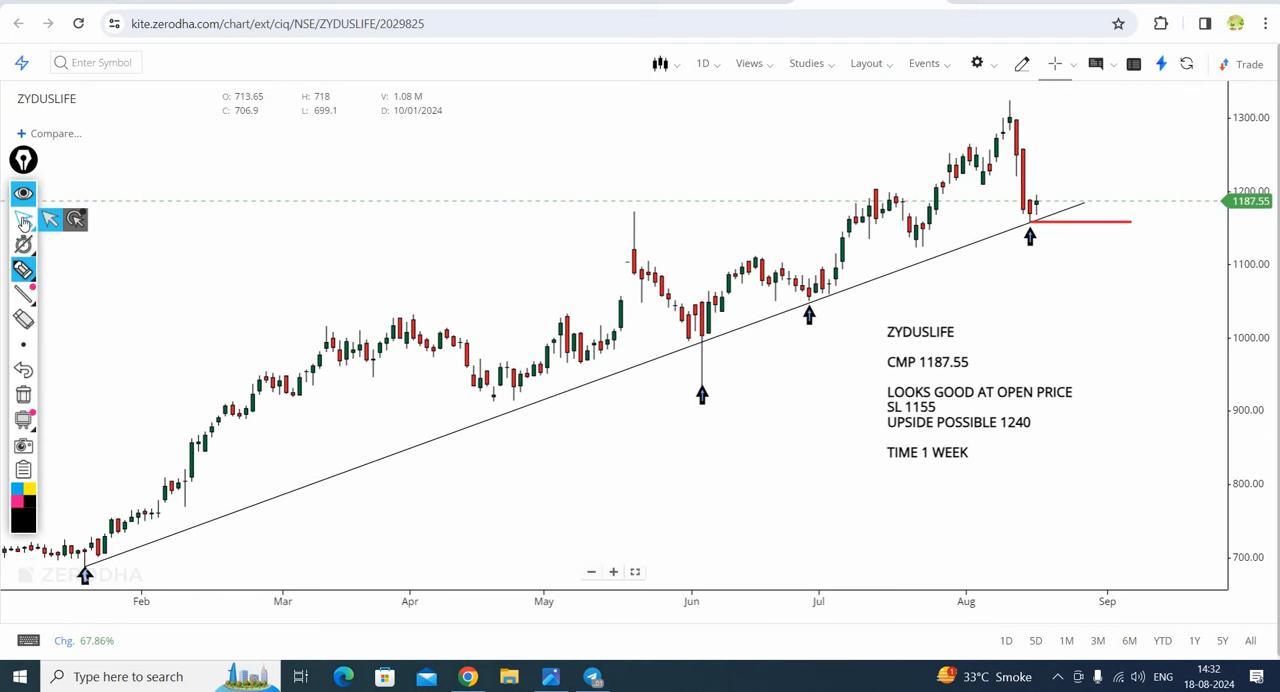 kite.zerodha.com/chart/ext/ciq/NSE/ZYDUSLIFE/2029825
Enter Symbol
1D
Views
Studies
Layout
Events
Trade
ZYDUSLIFE
O: 713.65 H: 718 V: 1.08 M
C: 706.9 L: 699.1 D: 10/01/2024
+ Compare...
1300.00
1200.00
1187.55
1100.00
1000.00
900.00
800.00
700.00
ZYDUSLIFE
CMP 1187.55
LOOKS GOOD AT OPEN PRICE
SL 1155
UPSIDE POSSIBLE 1240
TIME 1 WEEK
ZERODHA
Feb Mar Apr May Jun Jul Aug Sep
Chg. 67.86%
1D 5D 1M 3M 6M YTD 1Y 5Y All
Type here to search
33°C Smoke
ENG
14:32
18-08-2024